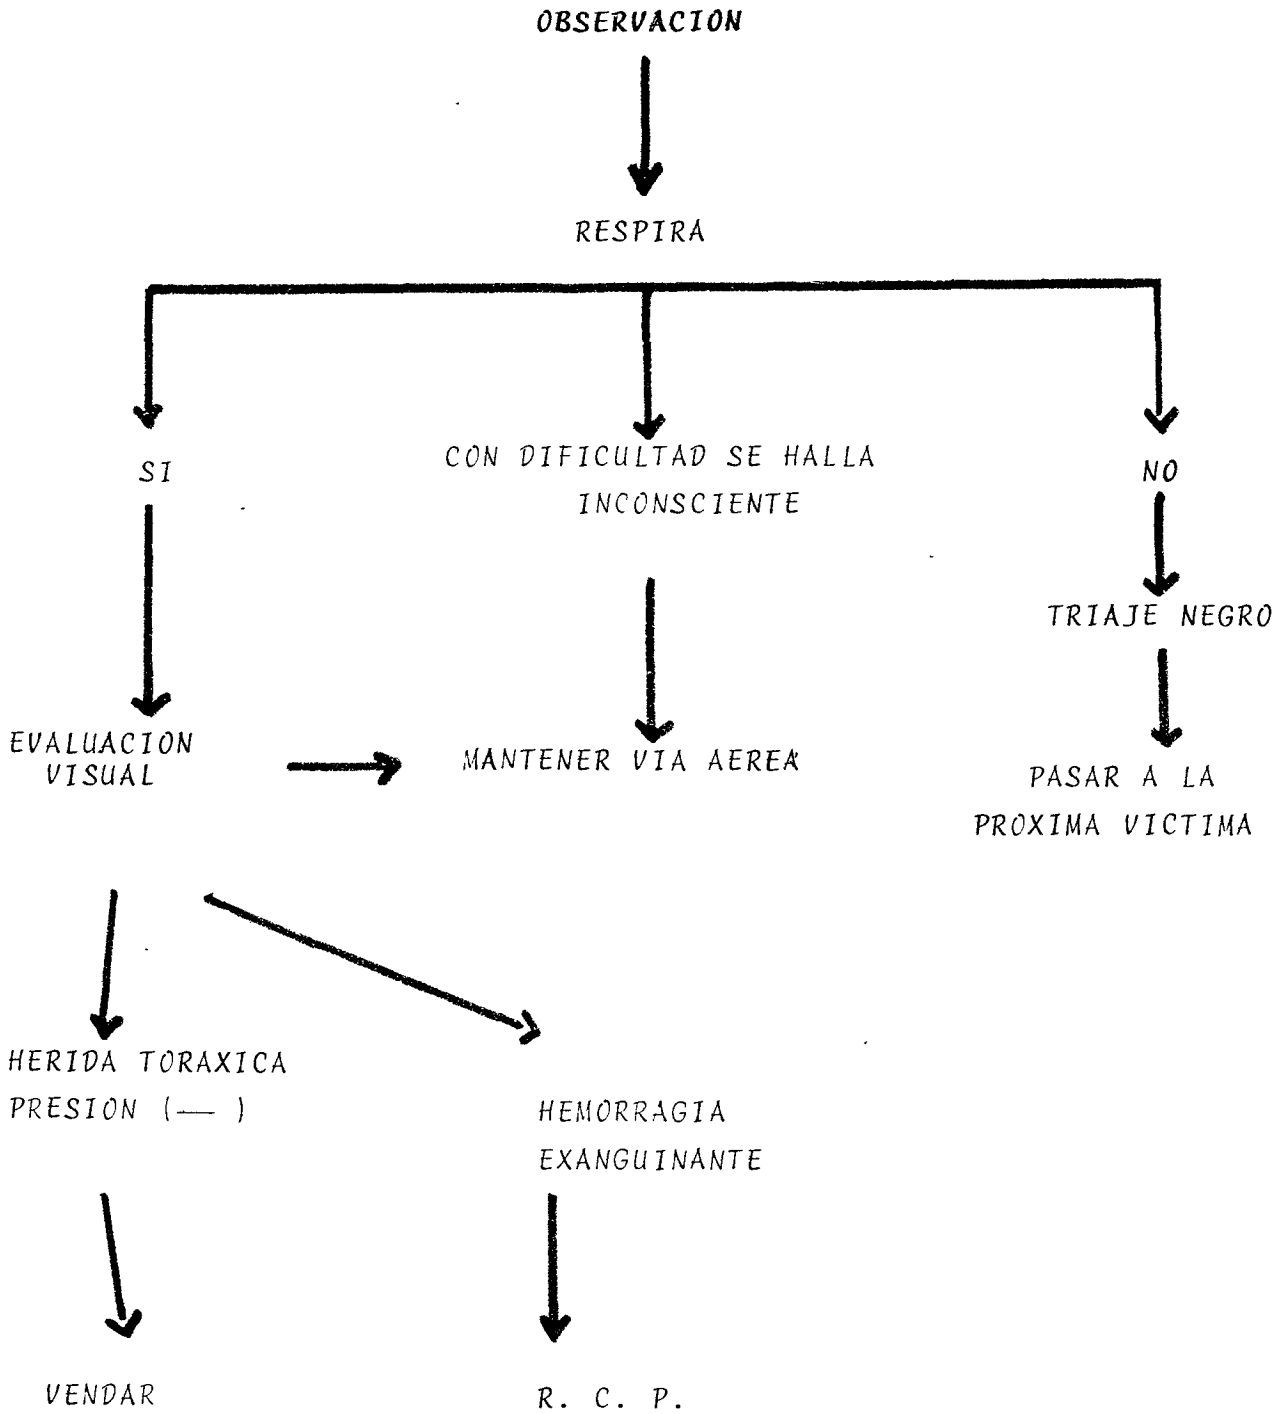 OBSERVACION
RESPIRA
SI
CON DIFICULTAD SE HALLA
INCONSCIENTE
NO
TRIAJE NEGRO
EVALUACION
VISUAL
MANTENER VIA AEREA
PASAR A LA
PROXIMA VICTIMA
HERIDA TORAXICA
PRESION (— )
HEMORRAGIA
EXANGUINANTE
VENDAR
R. C. P.